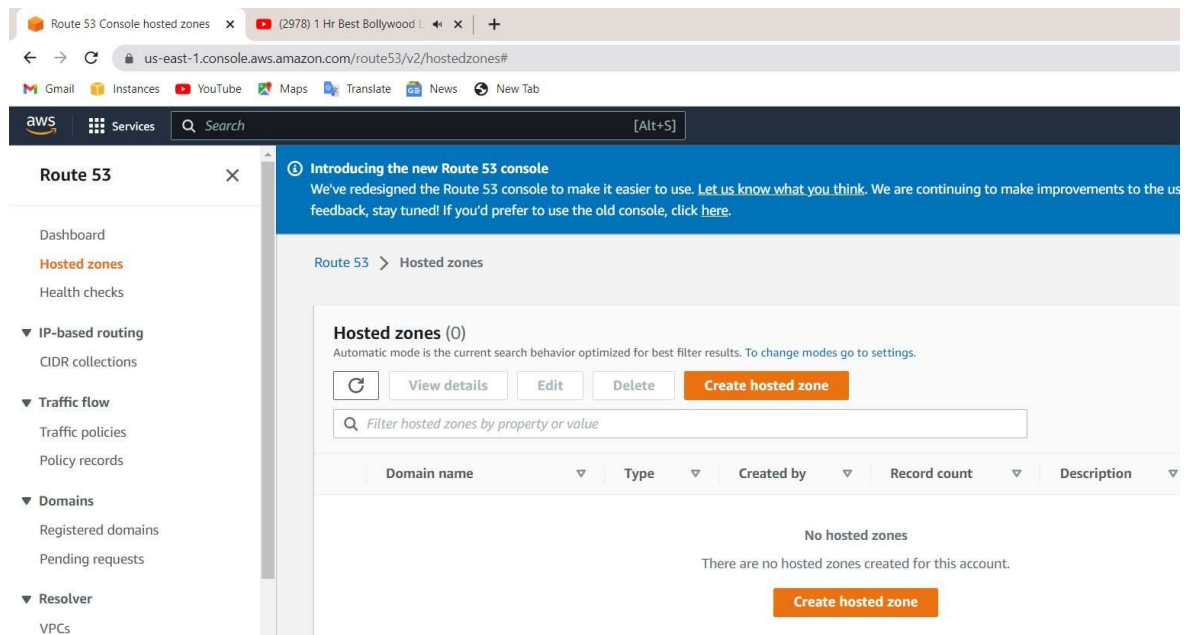 Route 53 Console hosted zones
(2978) 1 Hr Best Bollywood L
us-east-1.console.aws.amazon.com/route53/v2/hostedzones#
Gmail Instances YouTube Maps Translate News New Tab
aws Services Search [Alt+S]
Route 53
Dashboard
Hosted zones
Health checks
IP-based routing
CIDR collections
Traffic flow
Traffic policies
Policy records
Domains
Registered domains
Pending requests
Resolver
VPCs
Introducing the new Route 53 console
We've redesigned the Route 53 console to make it easier to use. Let us know what you think. We are continuing to make improvements to the us
feedback, stay tuned! If you'd prefer to use the old console, click here.
Route 53 > Hosted zones
Hosted zones (0)
Automatic mode is the current search behavior optimized for best filter results. To change modes go to settings.
View details Edit Delete Create hosted zone
Filter hosted zones by property or value
Domain name Type Created by Record count Description
No hosted zones
There are no hosted zones created for this account.
Create hosted zone